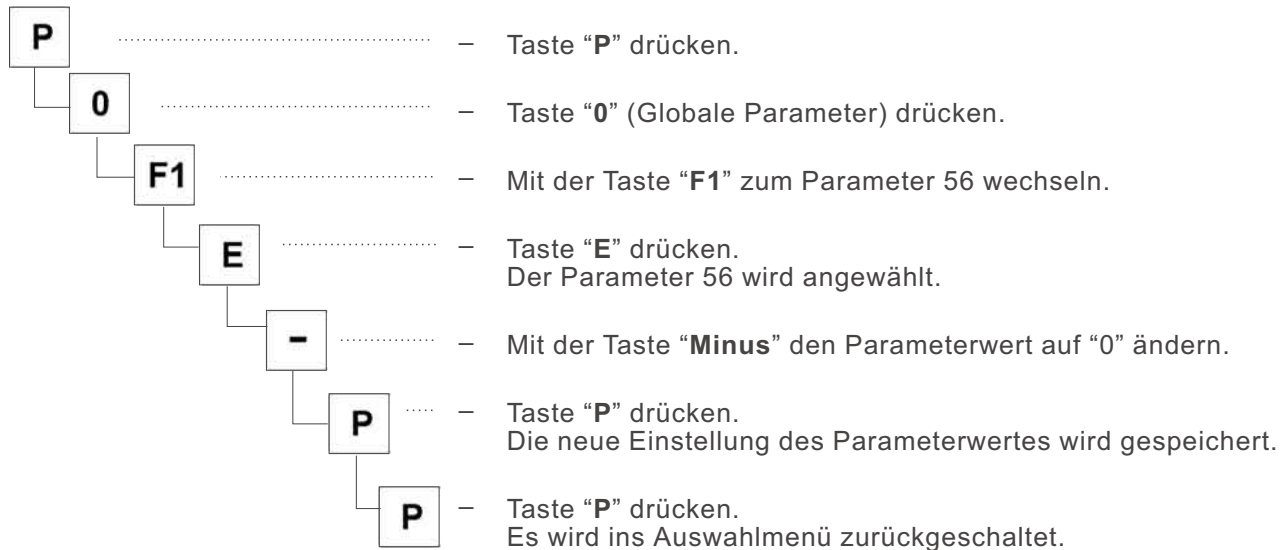 P – Taste “P” drücken.
0 – Taste “0” (Globale Parameter) drücken.
F1 – Mit der Taste “F1” zum Parameter 56 wechseln.
E – Taste “E” drücken.
Der Parameter 56 wird angewählt.
– – Mit der Taste “Minus” den Parameterwert auf “0” ändern.
P – Taste “P” drücken.
Die neue Einstellung des Parameterwertes wird gespeichert.
P – Taste “P” drücken.
Es wird ins Auswahlmenü zurückgeschaltet.